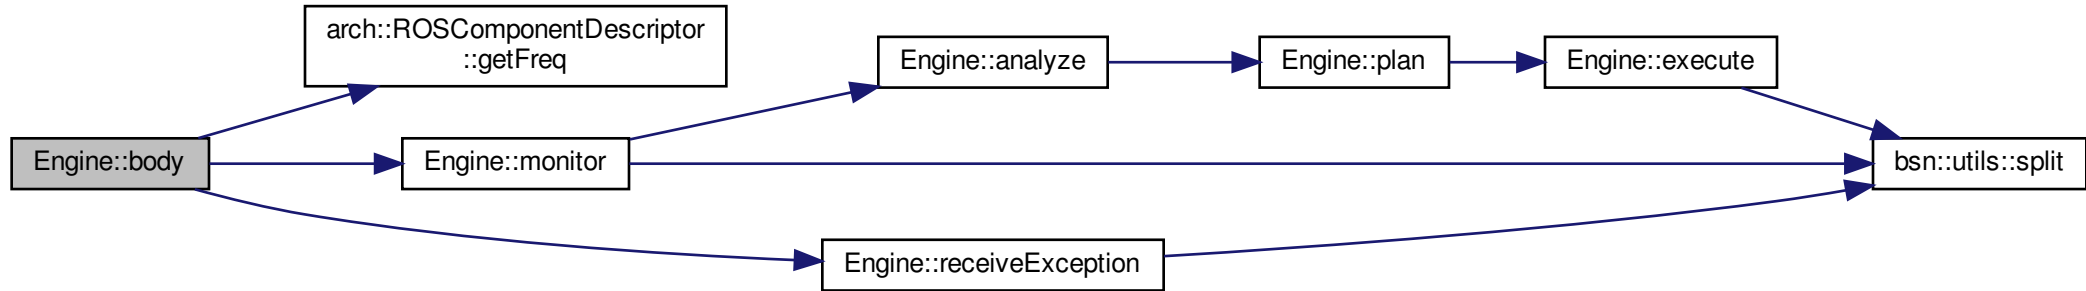 arch::ROSComponentDescriptor
::getFreq
Engine::analyze
Engine::plan
Engine::execute
Engine::body
Engine::monitor
bsn::utils::split
Engine::receiveException